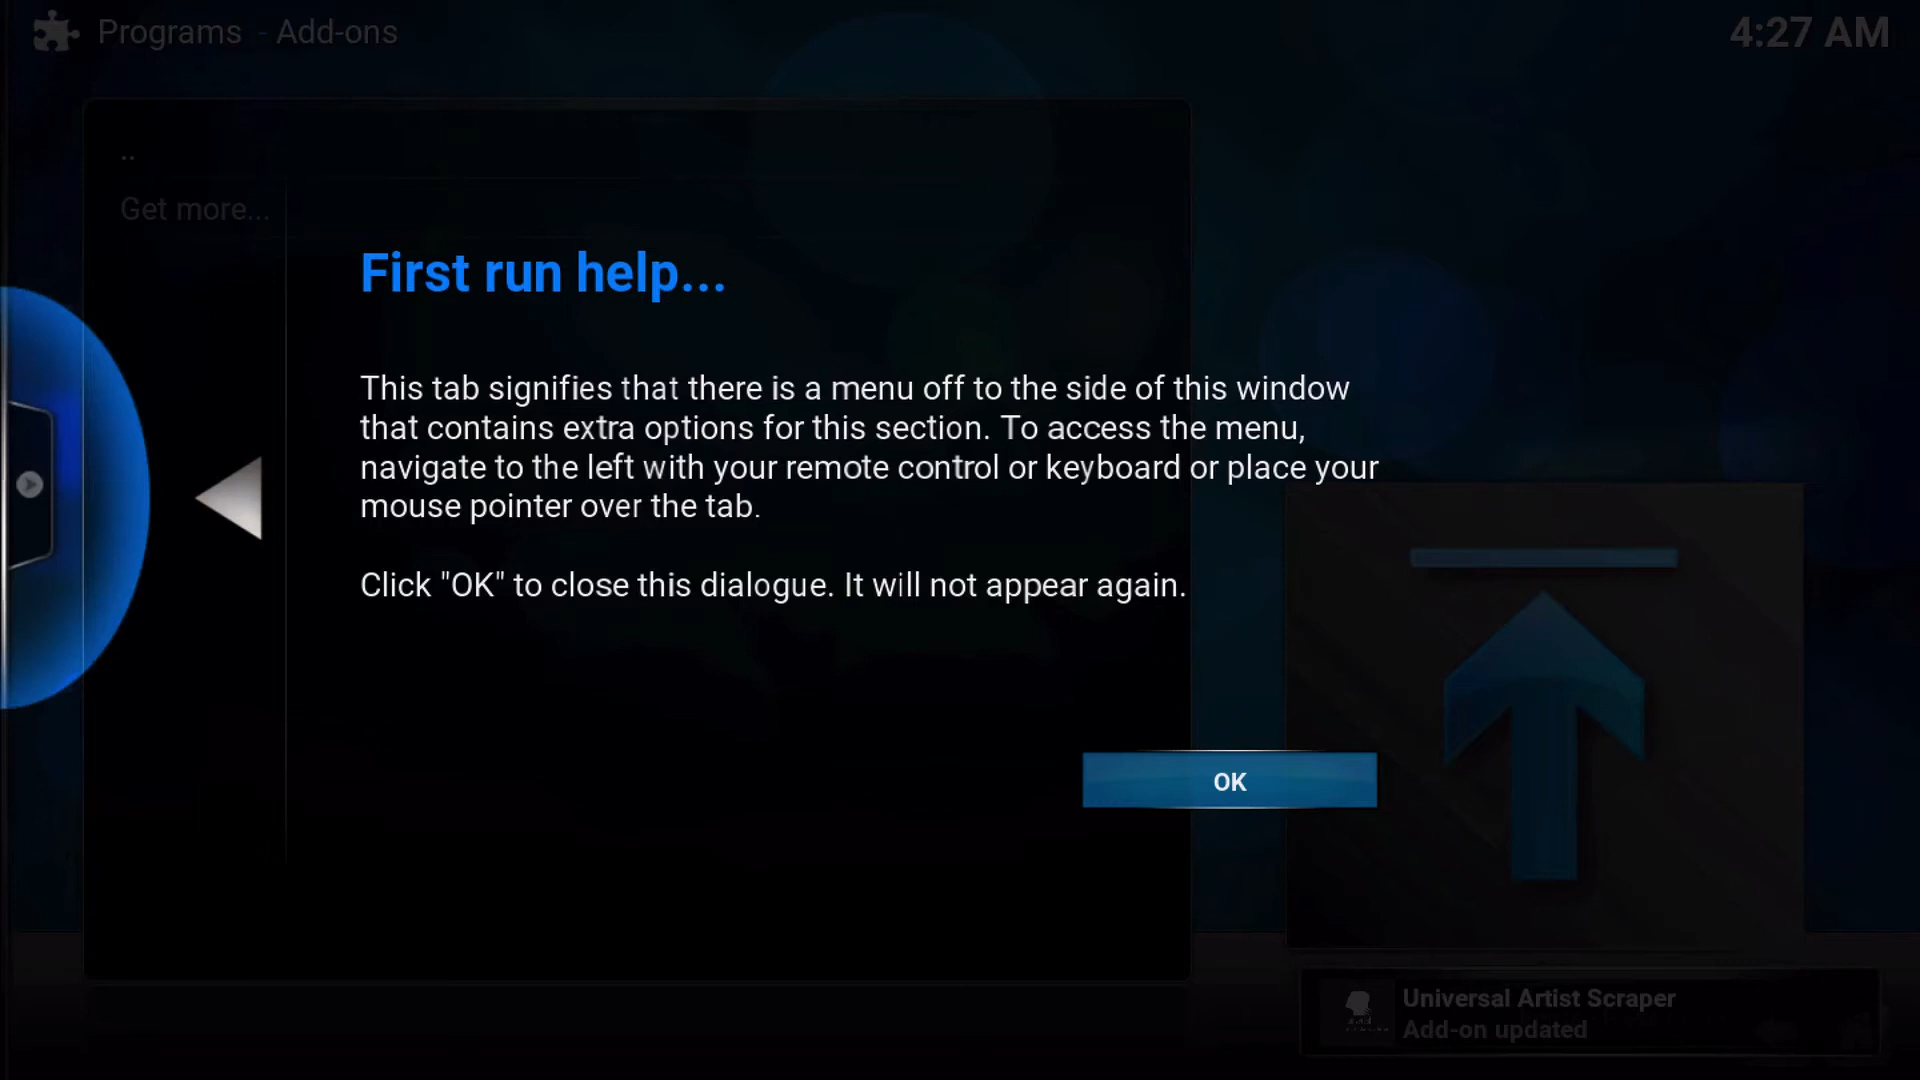 Programs - Add-ons
4:27 AM
..
Get more...
First run help...
This tab signifies that there is a menu off to the side of this window
that contains extra options for this section. To access the menu,
navigate to the left with your remote control or keyboard or place your
mouse pointer over the tab.
Click "OK" to close this dialogue. It will not appear again.
OK
Universal Artist Scraper
Add-on updated